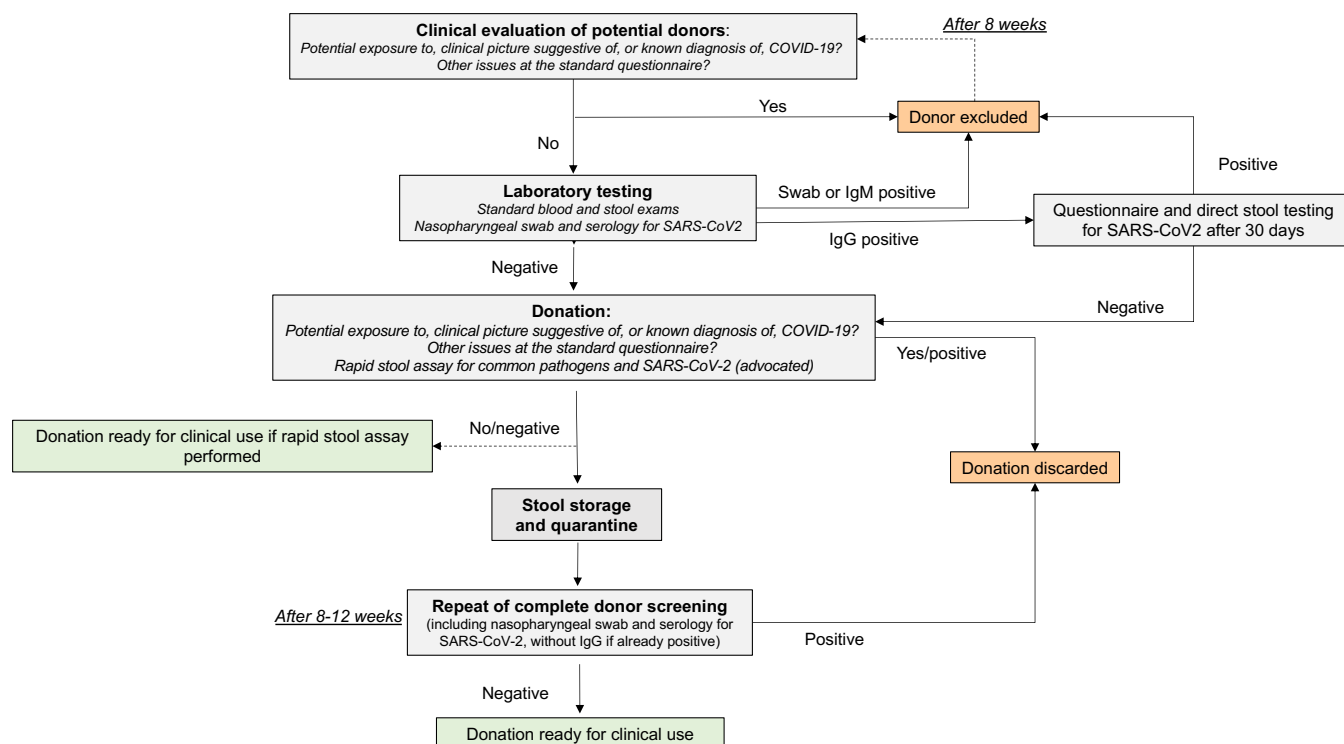 Clinical evaluation of potential donors:
Potential exposure to, clinical picture suggestive of, or known diagnosis of, COVID-19?
Other issues at the standard questionnaire?
After 8 weeks
Yes
Donor excluded
No
Positive
Laboratory testing
Standard blood and stool exams
Nasopharyngeal swab and serology for SARS-CoV2
Swab or IgM positive
IgG positive
Questionnaire and direct stool testing
for SARS-CoV2 after 30 days
Negative
Negative
Donation:
Potential exposure to, clinical picture suggestive of, or known diagnosis of, COVID-19?
Other issues at the standard questionnaire?
Rapid stool assay for common pathogens and SARS-CoV-2 (advocated)
Yes/positive
No/negative
Donation ready for clinical use if rapid stool assay
performed
Donation discarded
Stool storage
and quarantine
After 8-12 weeks
Repeat of complete donor screening
(including nasopharyngeal swab and serology for
SARS-CoV-2, without IgG if already positive)
Positive
Negative
Donation ready for clinical use